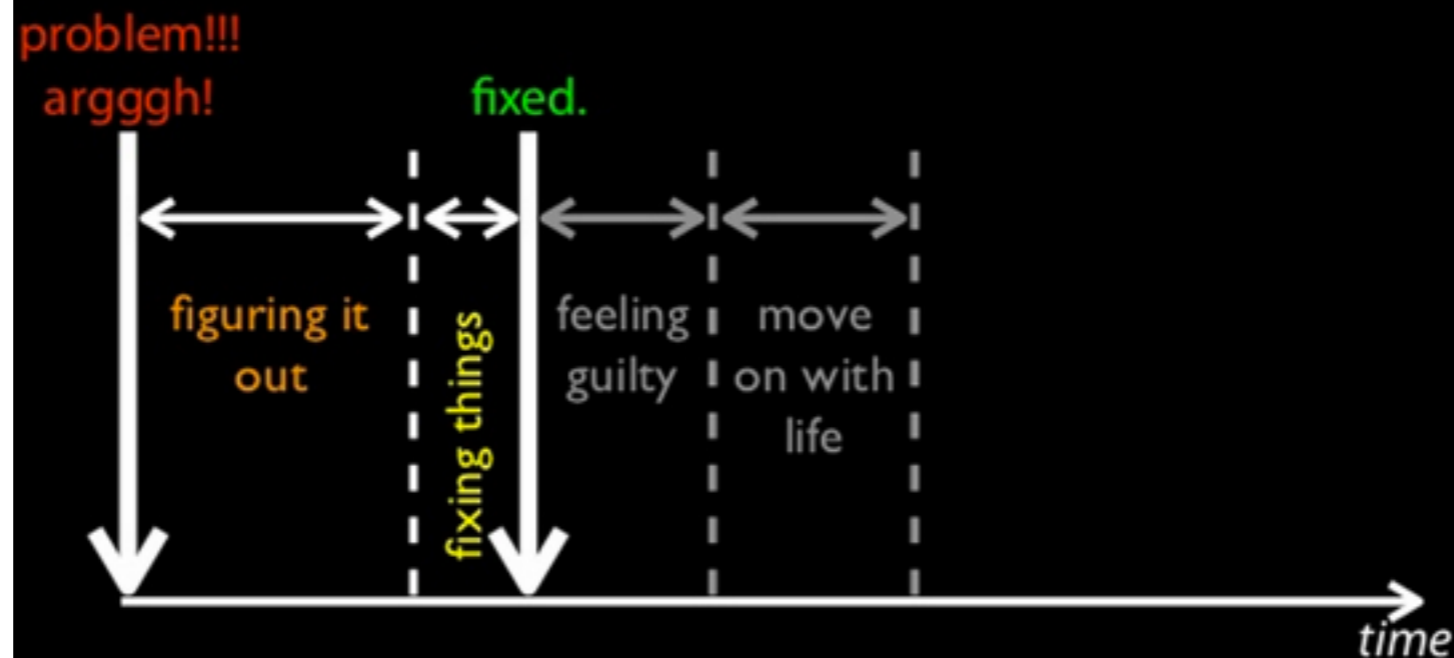 problem!!!
argggh!
fixed.
figuring it
out
fixing things
feeling
guilty
move
on with
life
time